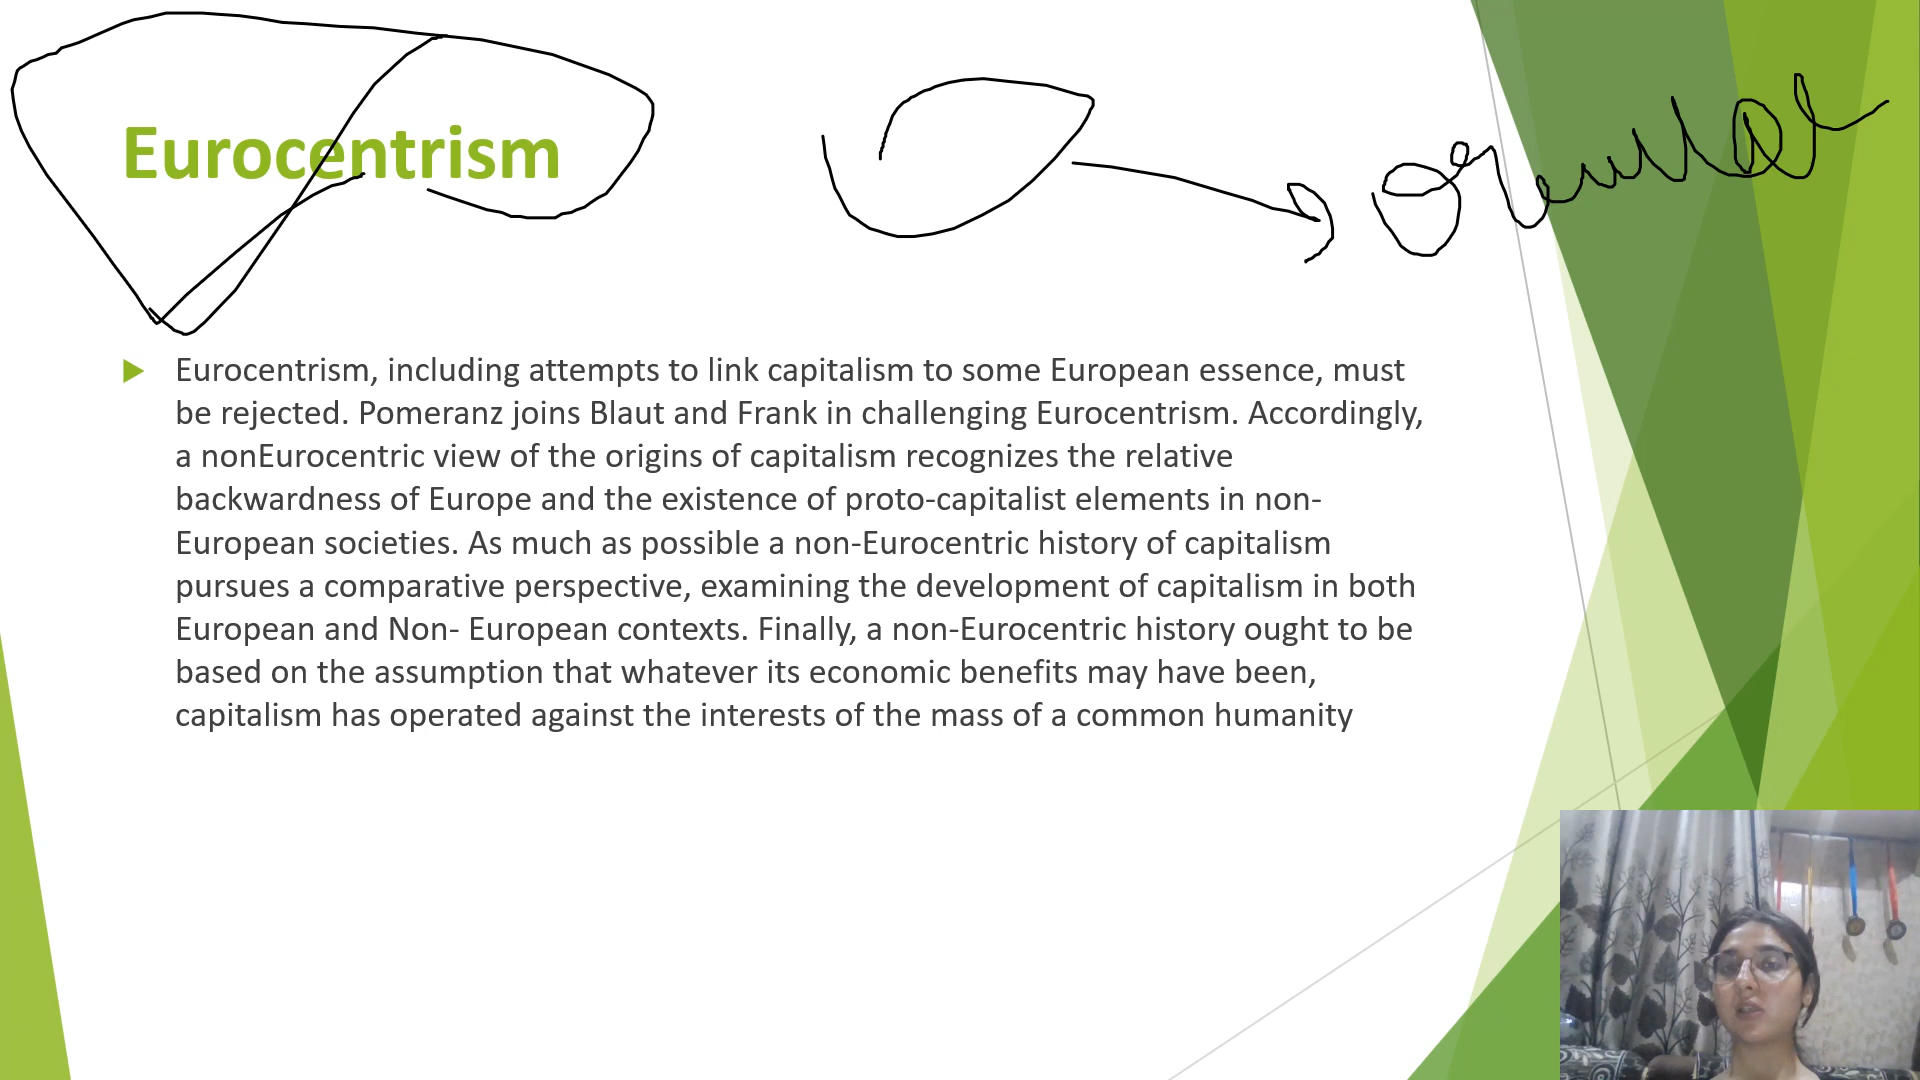 Eurocentrism
Eurocentrism, including attempts to link capitalism to some European essence, must
be rejected. Pomeranz joins Blaut and Frank in challenging Eurocentrism. Accordingly,
a nonEurocentric view of the origins of capitalism recognizes the relative
backwardness of Europe and the existence of proto-capitalist elements in non-
European societies. As much as possible a non-Eurocentric history of capitalism
pursues a comparative perspective, examining the development of capitalism in both
European and Non- European contexts. Finally, a non-Eurocentric history ought to be
based on the assumption that whatever its economic benefits may have been,
capitalism has operated against the interests of the mass of a common humanity